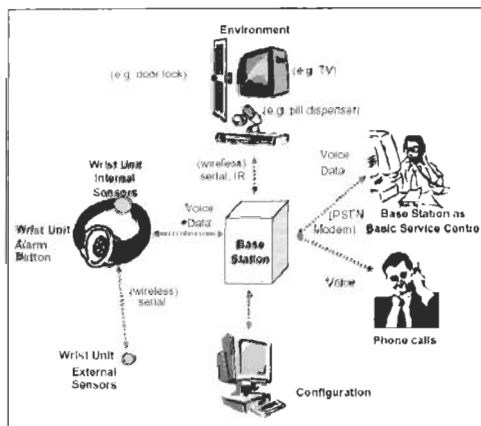 Environment
(e.g. door lock)
(e.g. TV)
(e.g. pill dispenser)
(wireless)
serial, IR
Wrist Unit
Internal
Sensors
Voice
Data
Wrist Unit
Alarm
Button
Voice
+Data
Base
Station
(PSTN
Modem)
Base Station as
Basic Service Contro
(wireless)
serial
Voice
Phone calls
Wrist Unit
External
Sensors
Configuration